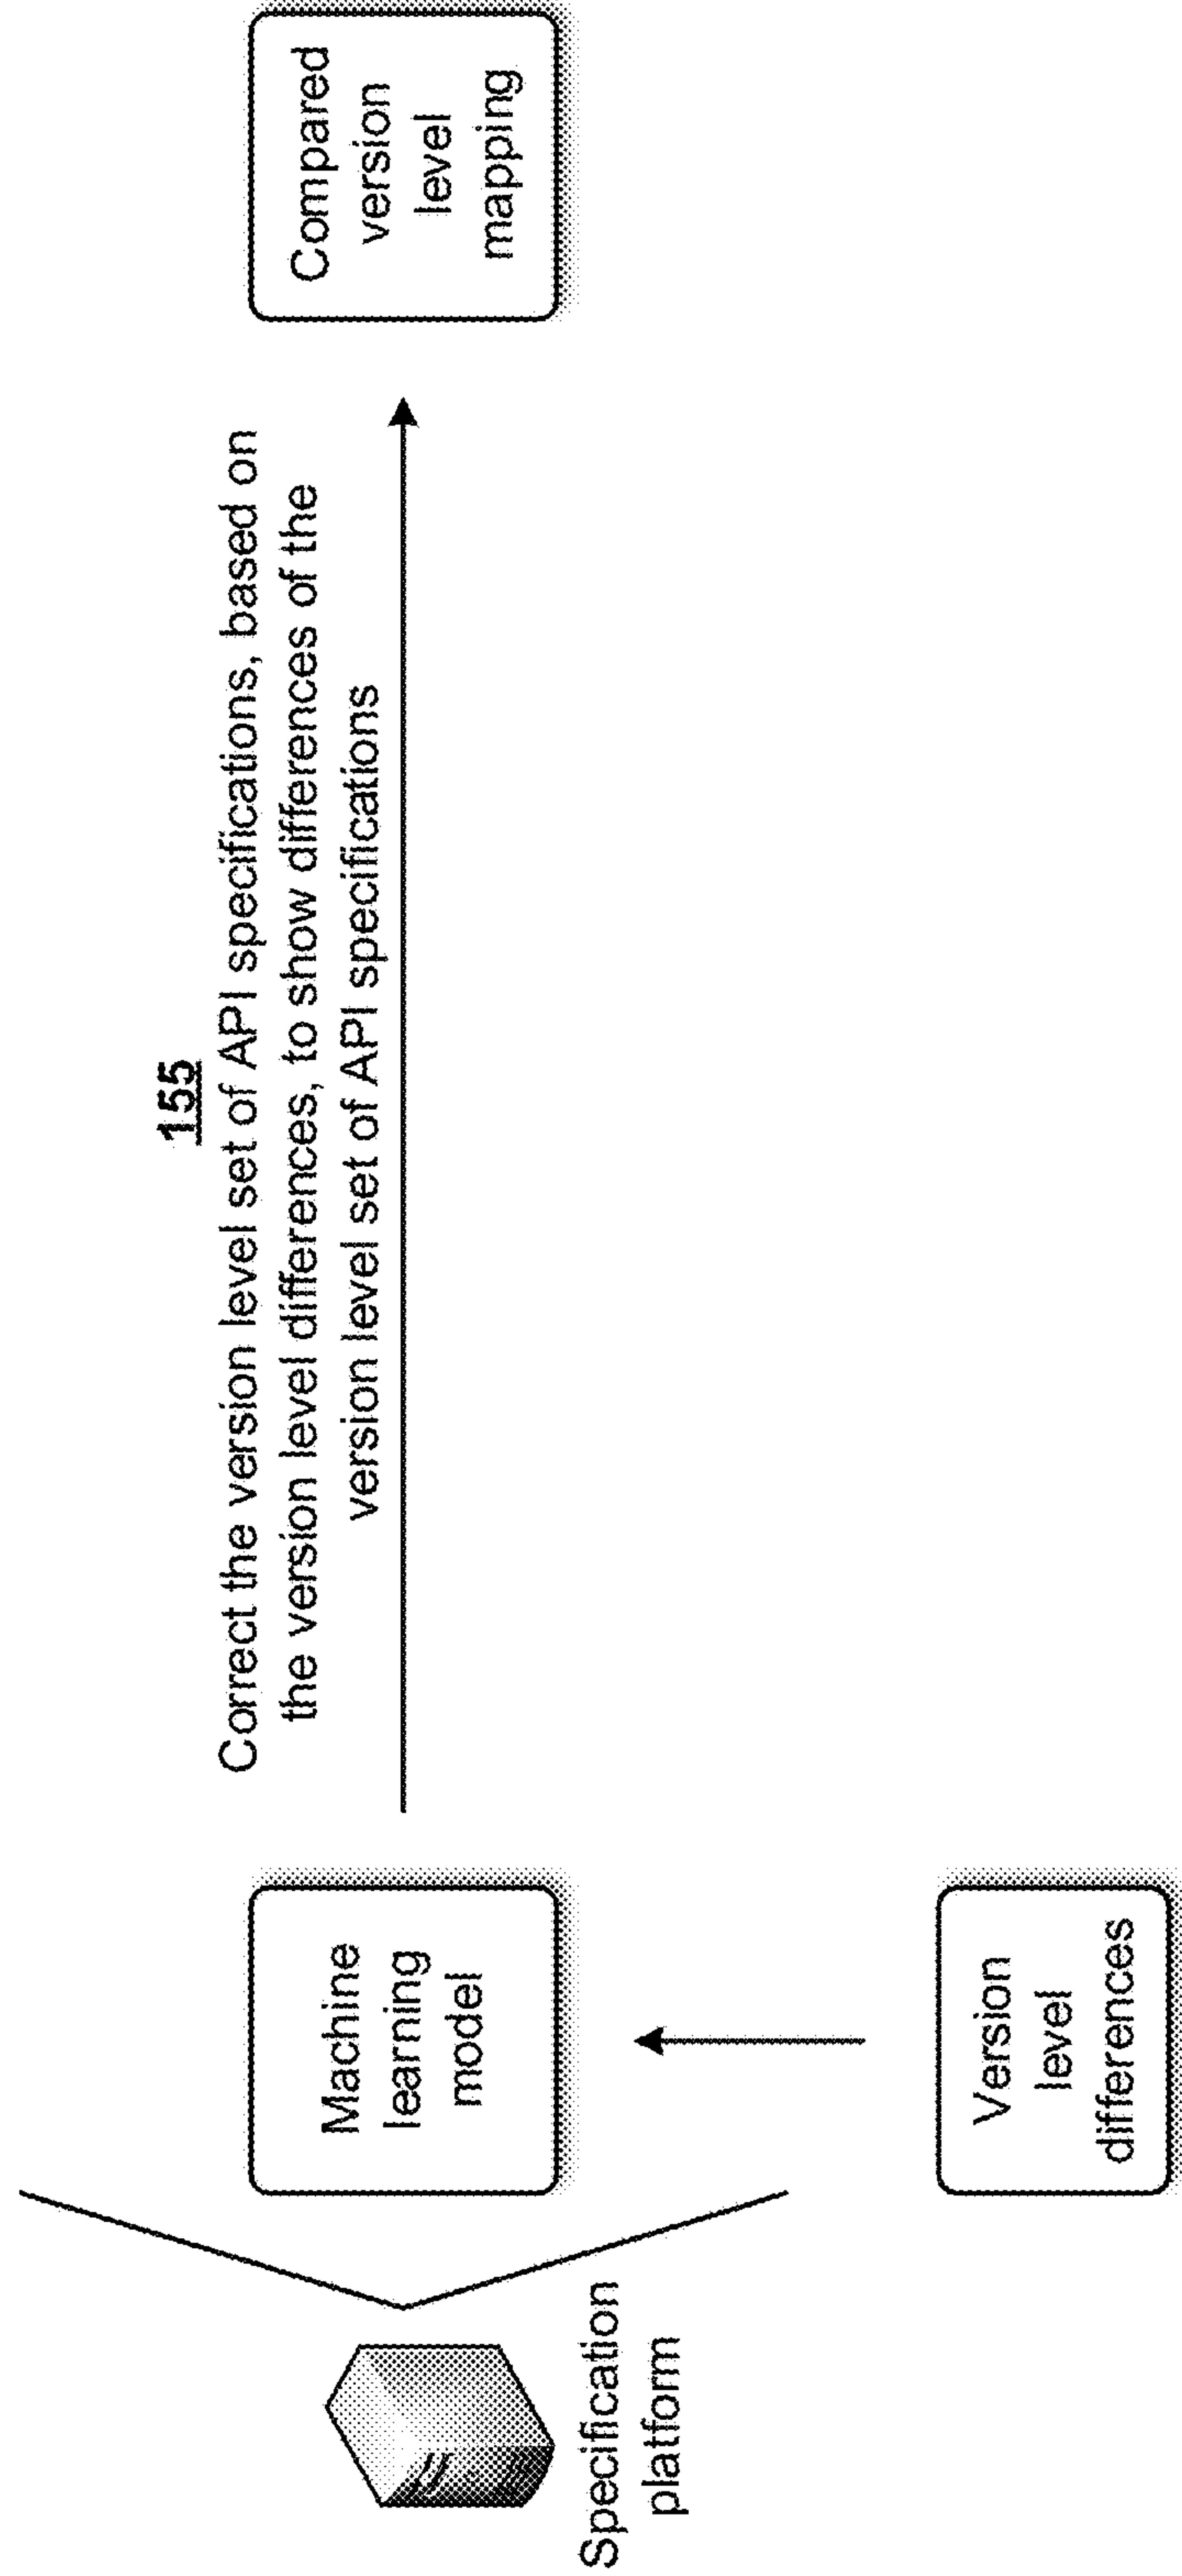 155
Correct the version level set of API specifications, based on
the version level differences, to show differences of the
version level set of API specifications
Specification
platform
Machine
learning
model
Compared
version
level
mapping
Version
level
differences